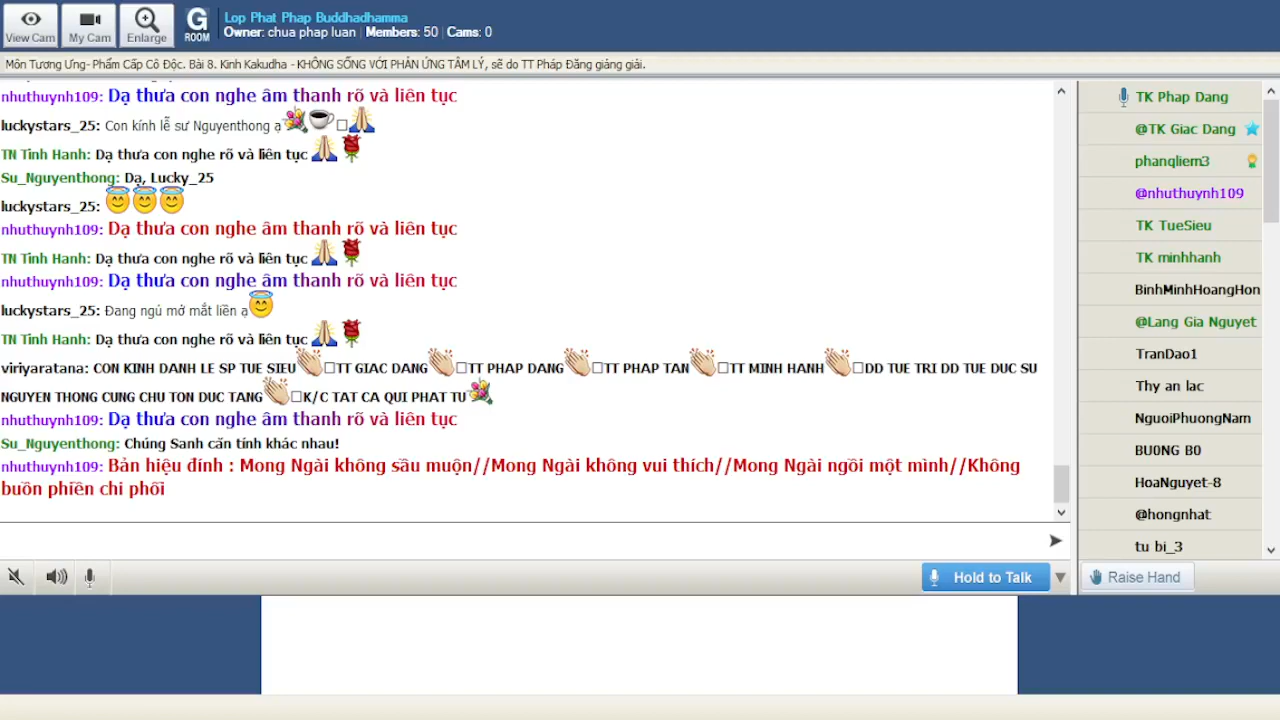 View Cam
My Cam
Enlarge
G
ROOM
Lop Phat Phap Buddhadhamma
Owner: chua phap luan | Members: 50 | Cams: 0
Môn Tương Ưng- Phẩm Cấp Cô Độc. Bài 8. Kinh Kakudha - KHÔNG SỐNG VỚI PHẢN ỨNG TÂM LÝ, sẽ do TT Pháp Đăng giảng giải.
nhuthuynh109: Dạ thưa con nghe âm thanh rõ và liên tục
luckystars_25: Con kính lễ sư Nguyenthong ạ
TN Tinh Hanh: Dạ thưa con nghe rõ và liên tục
Su_Nguyenthong: Dạ, Lucky_25
luckystars_25:
nhuthuynh109: Dạ thưa con nghe âm thanh rõ và liên tục
TN Tinh Hanh: Dạ thưa con nghe rõ và liên tục
nhuthuynh109: Dạ thưa con nghe âm thanh rõ và liên tục
luckystars_25: Đang ngủ mở mắt liền ạ
TN Tinh Hanh: Dạ thưa con nghe rõ và liên tục
viriyaratana: CON KINH DANH LE SP TUE SIEU TT GIAC DANG TT PHAP DANG TT PHAP TAN TT MINH HANH DD TUE TRI DD TUE DUC SU
NGUYEN THONG CUNG CHU TON DUC TANG K/C TAT CA QUI PHAT TU
nhuthuynh109: Dạ thưa con nghe âm thanh rõ và liên tục
Su_Nguyenthong: Chúng Sanh căn tính khác nhau!
nhuthuynh109: Bản hiệu đính : Mong Ngài không sầu muộn//Mong Ngài không vui thích//Mong Ngài ngồi một mình//Không
buồn phiền chi phối
Hold to Talk
TK Phap Dang
@TK Giac Dang
phanqliem3
@nhuthuynh109
TK TueSieu
TK minhhanh
BinhMinhHoangHon
@Lang Gia Nguyet
TranDao1
Thy an lac
NguoiPhuongNam
BU0NG B0
HoaNguyet-8
@hongnhat
tu bi_3
Raise Hand